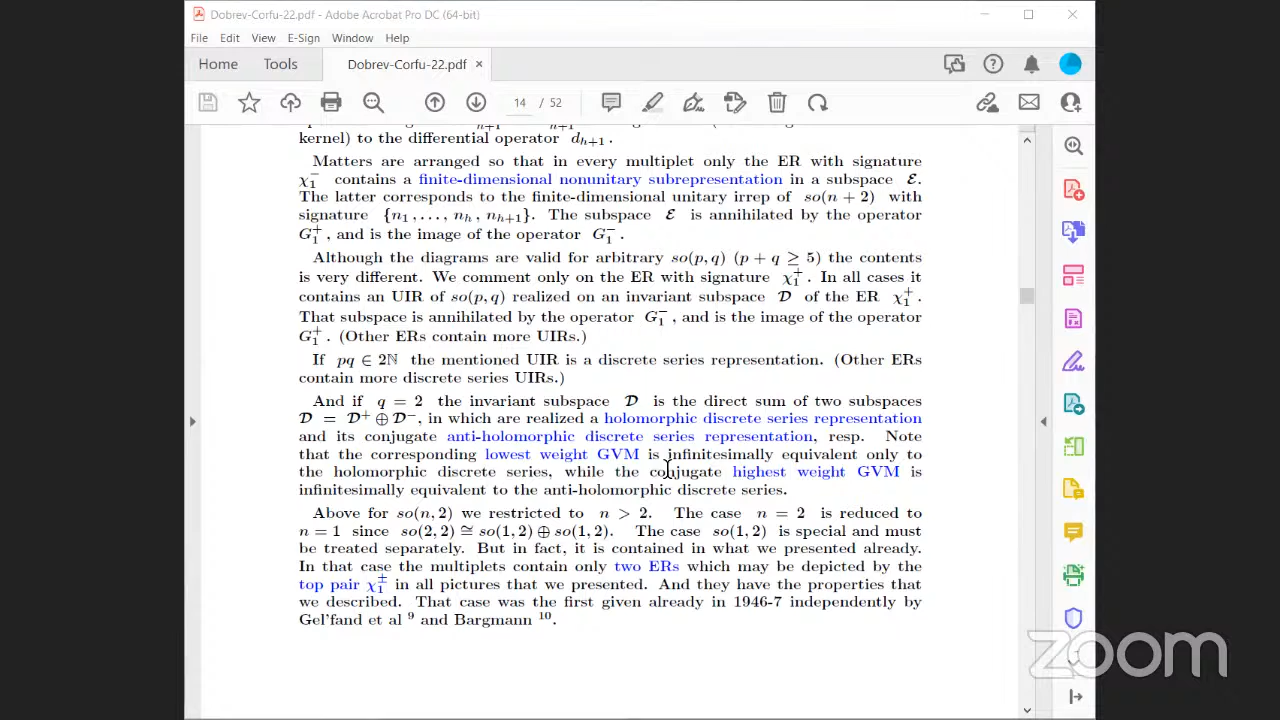 Dobrev-Corfu-22.pdf - Adobe Acrobat Pro DC (64-bit)
File Edit View E-Sign Window Help
Home Tools Dobrev-Corfu-22.pdf ×
14 / 52
kernel) to the differential operator d_{h+1} .
Matters are arranged so that in every multiplet only the ER with signature
χ₁⁻ contains a finite-dimensional nonunitary subrepresentation in a subspace ℰ.
The latter corresponds to the finite-dimensional unitary irrep of so(n + 2) with
signature {n₁ , . . . , n_h , n_{h+1}}. The subspace ℰ is annihilated by the operator
G₁⁺ , and is the image of the operator G₁⁻ .
Although the diagrams are valid for arbitrary so(p, q) (p + q ≥ 5) the contents
is very different. We comment only on the ER with signature χ₁⁺ . In all cases it
contains an UIR of so(p, q) realized on an invariant subspace 𝒟 of the ER χ₁⁺ .
That subspace is annihilated by the operator G₁⁻ , and is the image of the operator
G₁⁺ . (Other ERs contain more UIRs.)
If pq ∈ 2ℕ the mentioned UIR is a discrete series representation. (Other ERs
contain more discrete series UIRs.)
And if q = 2 the invariant subspace 𝒟 is the direct sum of two subspaces
𝒟 = 𝒟⁺ ⊕ 𝒟⁻ , in which are realized a holomorphic discrete series representation
and its conjugate anti-holomorphic discrete series representation, resp. Note
that the corresponding lowest weight GVM is infinitesimally equivalent only to
the holomorphic discrete series, while the conjugate highest weight GVM is
infinitesimally equivalent to the anti-holomorphic discrete series.
Above for so(n, 2) we restricted to n > 2. The case n = 2 is reduced to
n = 1 since so(2, 2) ≅ so(1, 2) ⊕ so(1, 2). The case so(1, 2) is special and must
be treated separately. But in fact, it is contained in what we presented already.
In that case the multiplets contain only two ERs which may be depicted by the
top pair χ₁^± in all pictures that we presented. And they have the properties that
we described. That case was the first given already in 1946-7 independently by
Gel'fand et al ⁹ and Bargmann ¹⁰.
zoom